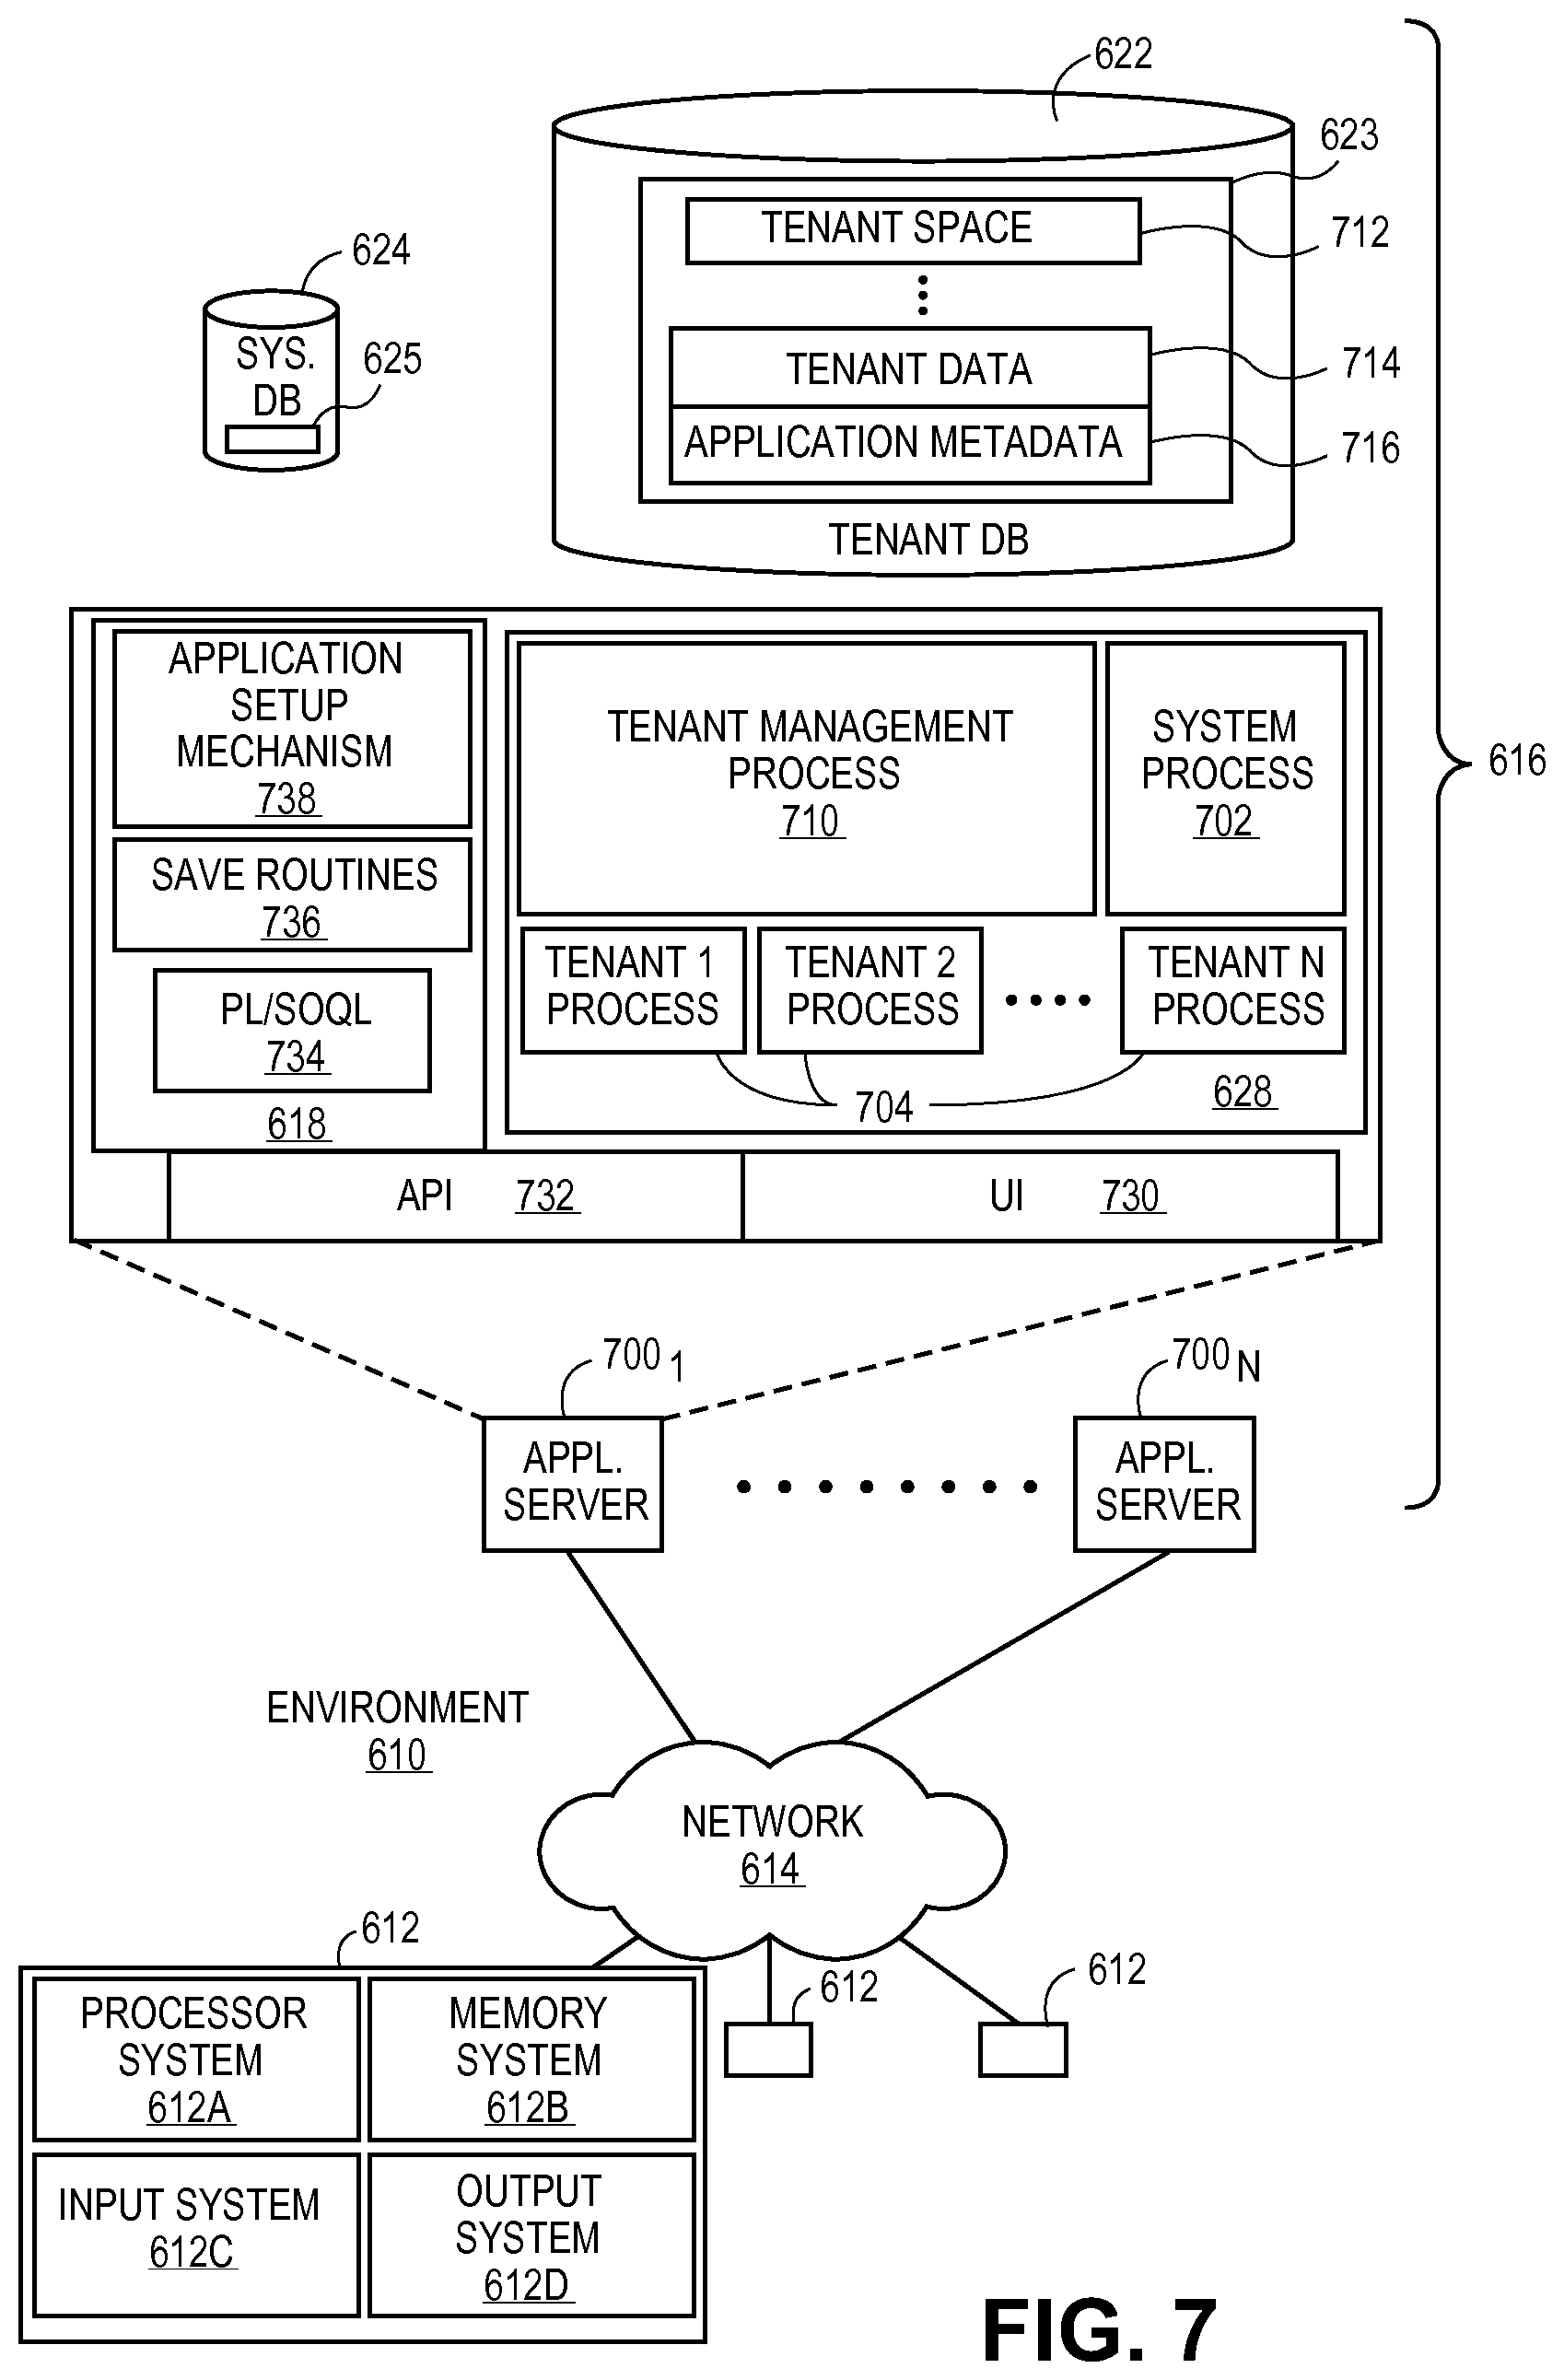 622
623
TENANT SPACE
712
624
SYS.
DB
625
TENANT DATA
714
APPLICATION METADATA
716
TENANT DB
APPLICATION
SETUP
MECHANISM
738
TENANT MANAGEMENT
PROCESS
710
SYSTEM
PROCESS
702
616
SAVE ROUTINES
736
TENANT 1
PROCESS
TENANT 2
PROCESS
TENANT N
PROCESS
PL/SOQL
734
704
628
618
API 732
UI 730
700 1
700 N
APPL.
SERVER
APPL.
SERVER
ENVIRONMENT
610
NETWORK
614
612
612
612
PROCESSOR
SYSTEM
612A
MEMORY
SYSTEM
612B
INPUT SYSTEM
612C
OUTPUT
SYSTEM
612D
FIG. 7